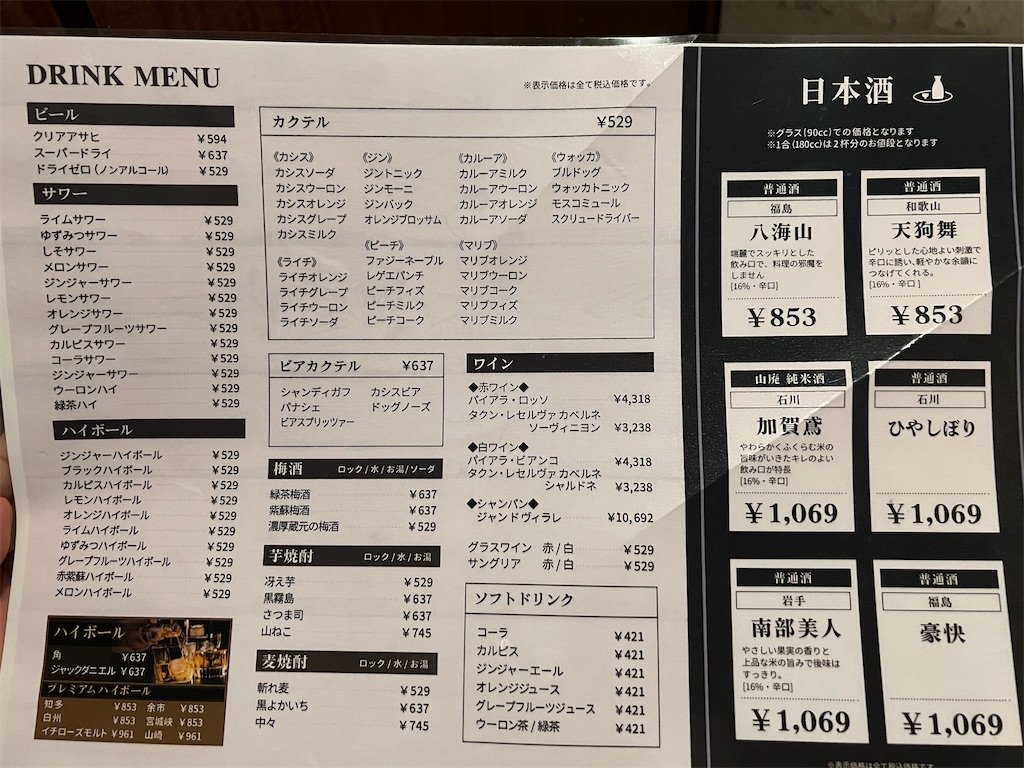 DRINK MENU
※表示価格は全て税込価格です。
ビール
クリアアサヒ ¥594
スーパードライ ¥637
ドライゼロ (ノンアルコール) ¥529
サワー
ライムサワー ¥529
ゆずみつサワー ¥529
しそサワー ¥529
メロンサワー ¥529
ジンジャーサワー ¥529
レモンサワー ¥529
オレンジサワー ¥529
グレープフルーツサワー ¥529
カルピスサワー ¥529
コーラサワー ¥529
ジンジャーサワー ¥529
ウーロンハイ ¥529
緑茶ハイ ¥529
ハイボール
ジンジャーハイボール ¥529
ブラックハイボール ¥529
カルピスハイボール ¥529
レモンハイボール ¥529
オレンジハイボール ¥529
ライムハイボール ¥529
ゆずみつハイボール ¥529
グレープフルーツハイボール ¥529
赤紫蘇ハイボール ¥529
メロンハイボール ¥529
ハイボール
角 ¥637
ジャックダニエル ¥637
プレミアムハイボール
知多 ¥853 余市 ¥853
白州 ¥853 宮城峡 ¥853
イチローズモルト ¥961 山崎 ¥961
カクテル ¥529
《カシス》
カシスソーダ
カシスウーロン
カシスオレンジ
カシスグレープ
カシスミルク
《ライチ》
ライチオレンジ
ライチグレープ
ライチウーロン
ライチソーダ
《ジン》
ジントニック
ジンモーニ
ジンバック
オレンジブロッサム
《ピーチ》
ファジーネーブル
レゲエパンチ
ピーチフィズ
ピーチミルク
ピーチコーク
《カルーア》
カルーアミルク
カルーアウーロン
カルーアオレンジ
カルーアソーダ
《マリブ》
マリブオレンジ
マリブウーロン
マリブコーク
マリブフィズ
マリブミルク
《ウォッカ》
ブルドッグ
ウォッカトニック
モスコミュール
スクリュードライバー
ビアカクテル ¥637
シャンディガフ カシスビア
パナシェ ドッグノーズ
ビアスプリッツァー
梅酒 ロック/水/お湯/ソーダ
緑茶梅酒 ¥637
紫蘇梅酒 ¥637
濃厚蔵元の梅酒 ¥529
芋焼酎 ロック/水/お湯
冴え芋 ¥529
黒霧島 ¥637
さつま司 ¥637
山ねこ ¥745
麦焼酎 ロック/水/お湯
斬れ麦 ¥529
黒よかいち ¥637
中々 ¥745
ワイン
◆赤ワイン◆
パイアラ・ロッソ ¥4,318
タクン・レセルヴァ カベルネ
ソーヴィニヨン ¥3,238
◆白ワイン◆
パイアラ・ビアンコ ¥4,318
タクン・レセルヴァ カベルネ
シャルドネ ¥3,238
◆シャンパン◆
ジャンドヴィラレ ¥10,692
グラスワイン 赤/白 ¥529
サングリア 赤/白 ¥529
ソフトドリンク
コーラ ¥421
カルピス ¥421
ジンジャーエール ¥421
オレンジジュース ¥421
グレープフルーツジュース ¥421
ウーロン茶/緑茶 ¥421
日本酒
※グラス(90cc)での価格となります
※1合(180cc)は2杯分のお値段となります
普通酒
福島
八海山
端麗でスッキリとした
飲み口で、料理の邪魔を
しません
[16%・辛口]
¥853
普通酒
和歌山
天狗舞
ピリッとした心地よい刺激で
辛口に誘い、軽やかな余韻に
つなげてくれる。
[16%・辛口]
¥853
山廃 純米酒
石川
加賀鳶
やわらかくふくらむ米の
旨味がいきたキレのよい
飲み口が特長
[16%・辛口]
¥1,069
普通酒
石川
ひやしぼり
¥1,069
普通酒
岩手
南部美人
やさしい果実の香りと
上品な米の旨みで後味は
すっきり。
[16%・辛口]
¥1,069
普通酒
福島
豪快
¥1,069
※表示価格は全て税込価格です